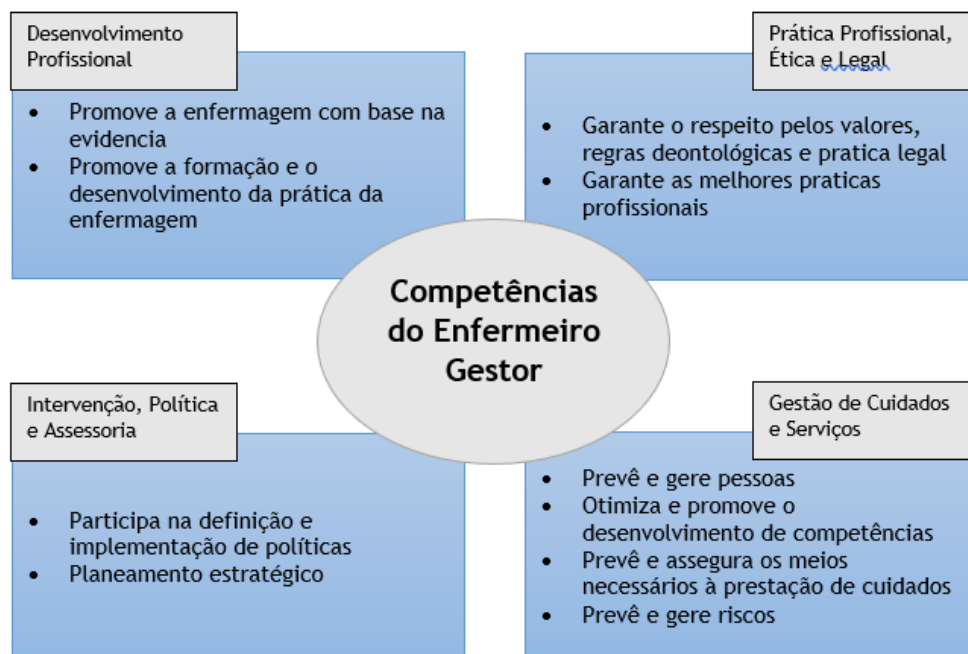 Desenvolvimento
Profissional
• Promove a enfermagem com base na
evidencia
• Promove a formação e o
desenvolvimento da prática da
enfermagem
Prática Profissional,
Ética e Legal
• Garante o respeito pelos valores,
regras deontológicas e pratica legal
• Garante as melhores praticas
profissionais
Competências
do Enfermeiro
Gestor
Intervenção, Política
e Assessoria
• Participa na definição e
implementação de políticas
• Planeamento estratégico
Gestão de Cuidados
e Serviços
• Prevê e gere pessoas
• Otimiza e promove o
desenvolvimento de competências
• Prevê e assegura os meios
necessários à prestação de cuidados
• Prevê e gere riscos